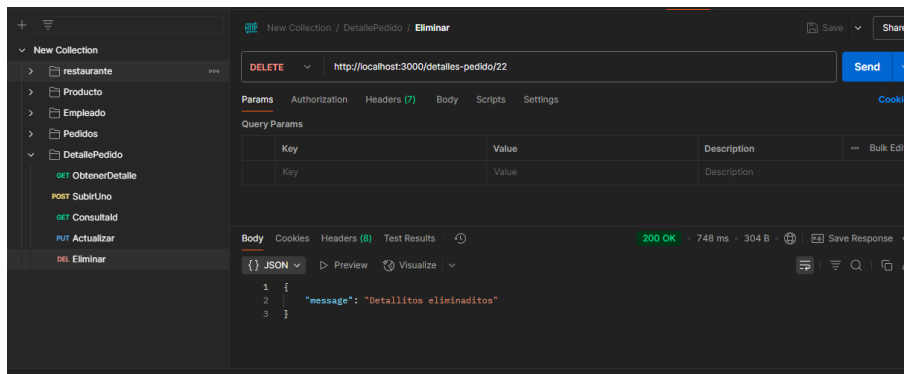 New Collection / DetallePedido / Eliminar
Save
Share
New Collection
restaurante
Producto
Empleado
Pedidos
DetallePedido
GET ObtenerDetalle
POST SubirUno
GET ConsultaId
PUT Actualizar
DEL Eliminar
DELETE http://localhost:3000/detalles-pedido/22 Send
Params Authorization Headers (7) Body Scripts Settings
Query Params
Key Value Description Bulk Edi
Key Value Description
Body Cookies Headers (8) Test Results 200 OK 748 ms 304 B Save Response
{} JSON Preview Visualize
1 {
2 "message": "Detallitos eliminaditos"
3 }